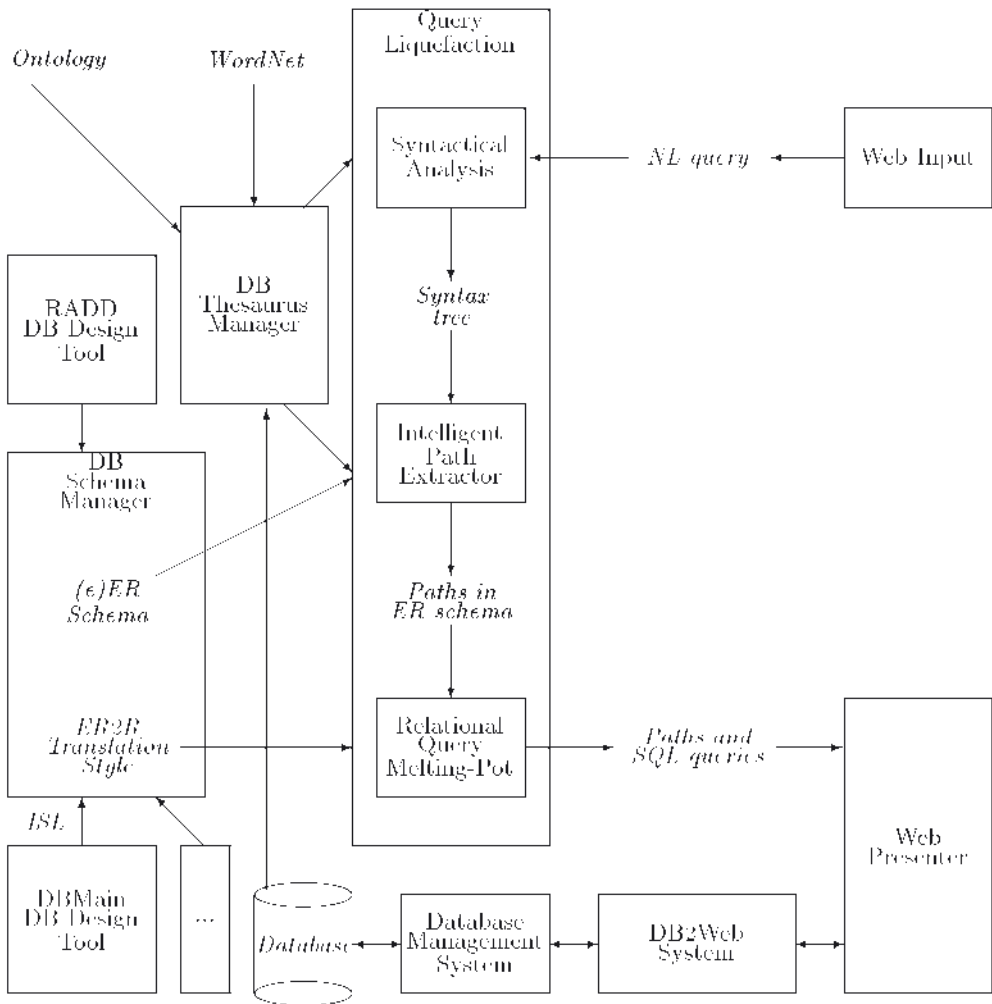 Query
Liquefaction
Ontology
WordNet
Syntactical
Analysis
NL query
Web Input
DB
Thesaurus
Manager
RADD
DB Design
Tool
Syntax
tree
Intelligent
Path
Extractor
DB
Schema
Manager
(e)ER
Schema
Paths in
ER schema
ER2R
Translation
Style
Relational
Query
Melting-Pot
Paths and
SQL queries
ISL
Web
Presenter
DBMain
DB Design
Tool
...
Database
Database
Management
System
DB2Web
System